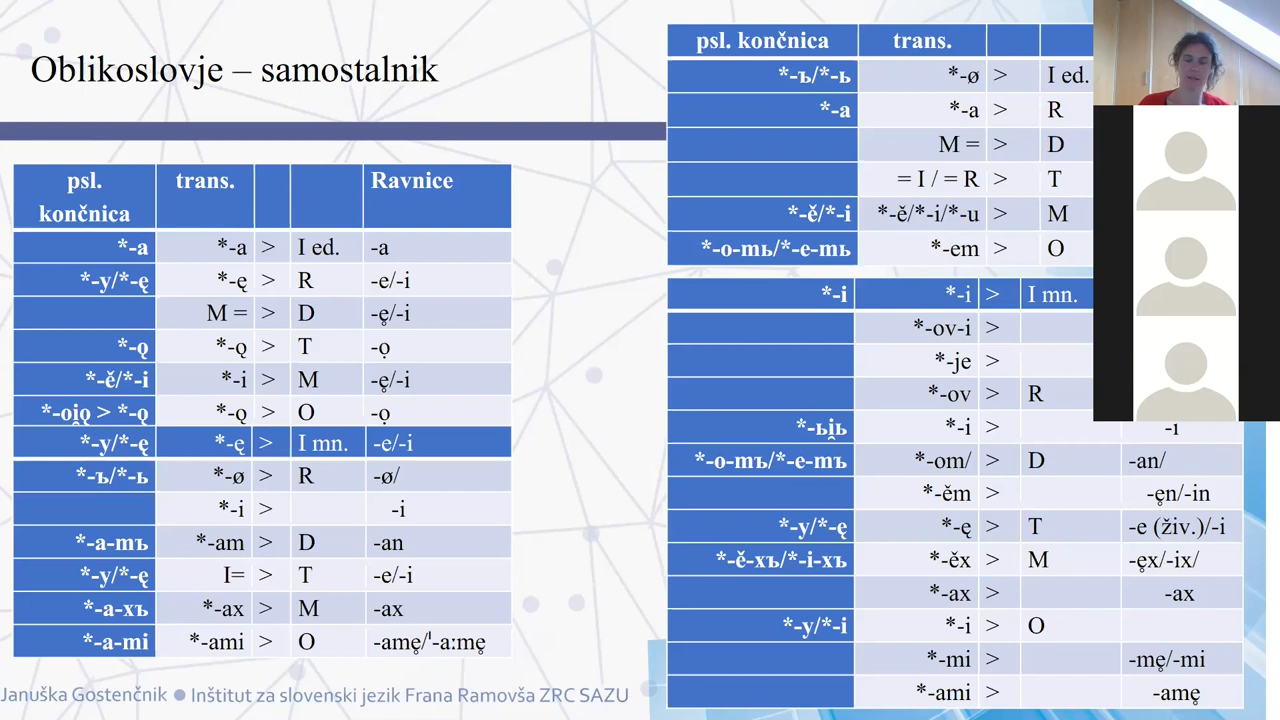 Oblikoslovje – samostalnik
psl. končnica trans. Ravnice
*-a *-a > I ed. -a
*-y/*-ę *-ę > R -e/-i
M = > D -ẹ/-i
*-ǫ *-ǫ > T -ọ
*-ě/*-i *-i > M -ẹ/-i
*-oi̯ǫ > *-ǫ *-ǫ > O -ọ
*-y/*-ę *-ę > I mn. -e/-i
*-ъ/*-ь *-ø > R -ø/
*-i > -i
*-a-mъ *-am > D -an
*-y/*-ę I= > T -e/-i
*-a-xъ *-ax > M -ax
*-a-mi *-ami > O -amẹ/ˈ-aːmẹ
psl. končnica trans.
*-ъ/*-ь *-ø > I ed.
*-a *-a > R
M = > D
= I / = R > T
*-ě/*-i *-ě/*-i/*-u > M
*-o-mь/*-e-mь *-em > O
*-i *-i > I mn.
*-ov-i >
*-je >
*-ov > R
*-ьi̯ь *-i > -i
*-o-mъ/*-e-mъ *-om/ > D -an/
*-ěm > -ẹn/-in
*-y/*-ę *-ę > T -e (živ.)/-i
*-ě-xъ/*-i-xъ *-ěx > M -ẹx/-ix/
*-ax > -ax
*-y/*-i *-i > O
*-mi > -mẹ/-mi
*-ami > -amẹ
Januška Gostenčnik ● Inštitut za slovenski jezik Frana Ramovša ZRC SAZU